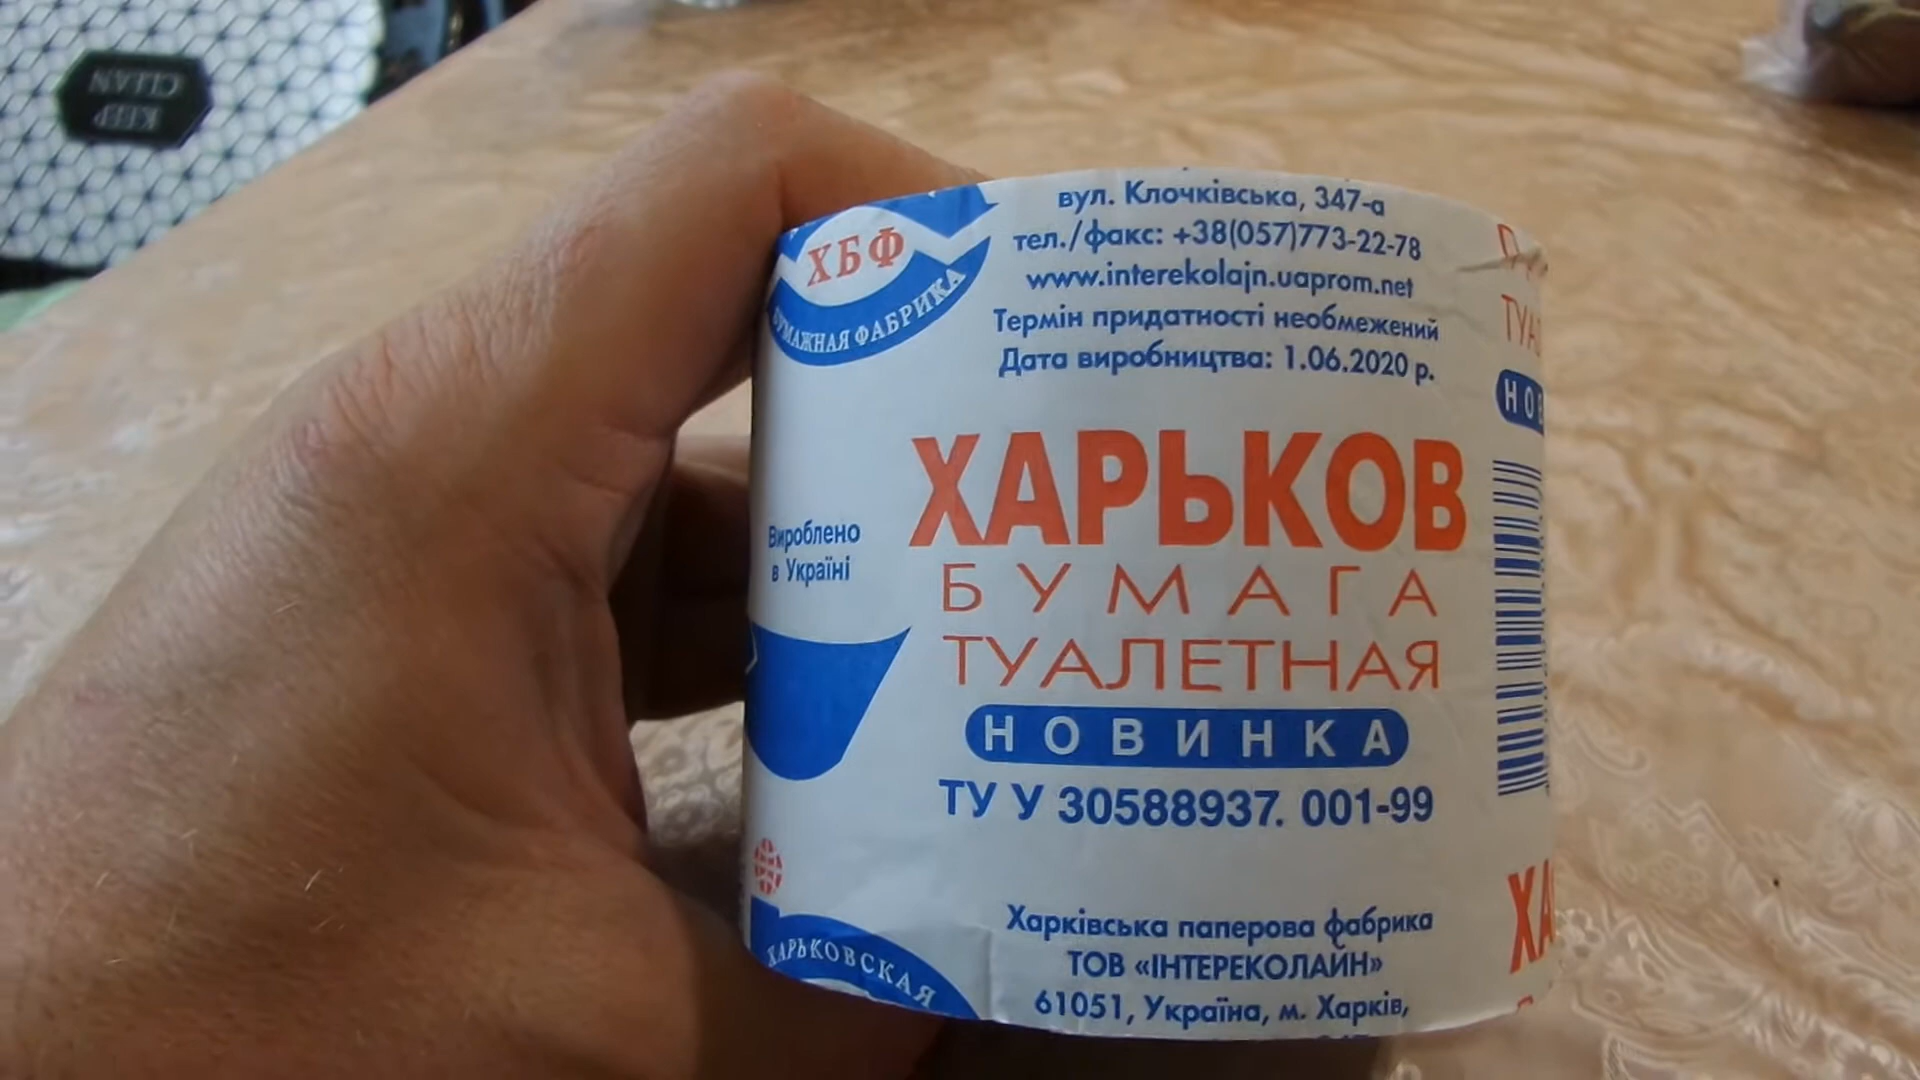 KEEP
CLEAN
ХБФ
БУМАЖНАЯ ФАБРИКА
вул. Клочківська, 347-а
тел./факс: +38(057)773-22-78
www.interekolajn.uaprom.net
Термін придатності необмежений
Дата виробництва: 1.06.2020 р.
ХАРЬКОВ
БУМАГА
ТУАЛЕТНАЯ
НОВИНКА
ТУ У 30588937. 001-99
Вироблено
в Україні
ХАРЬКОВСКАЯ
Харківська паперова фабрика
ТОВ «ІНТЕРЕКОЛАЙН»
61051, Україна, м. Харків,